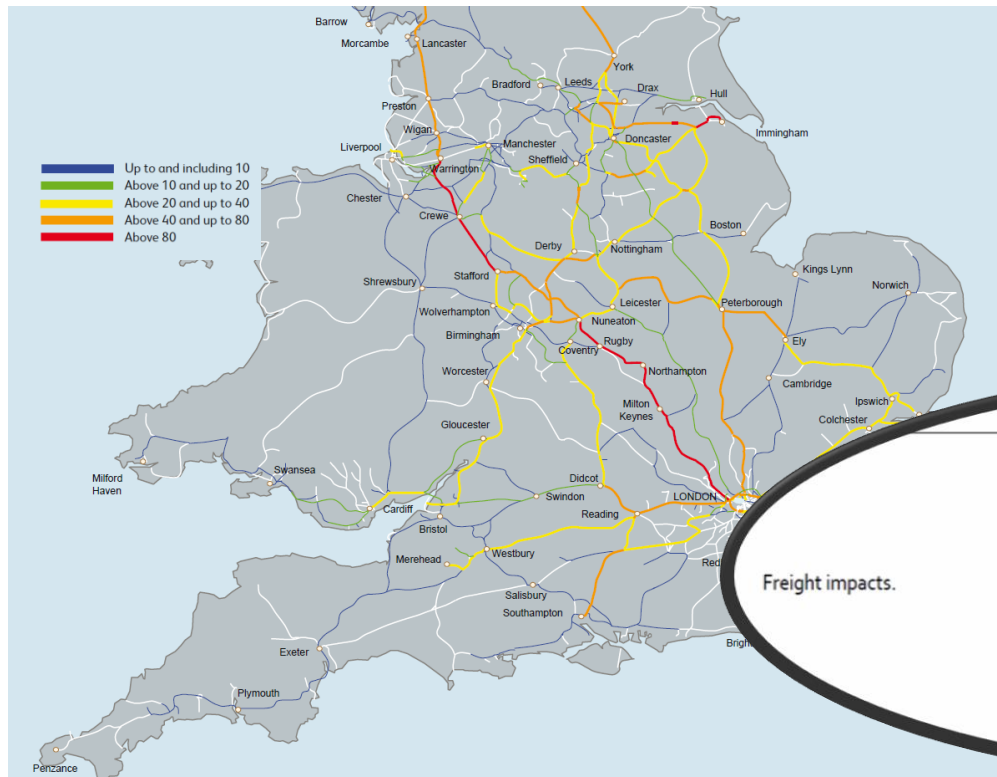 Barrow
Morcambe
Lancaster
York
Bradford
Leeds
Drax
Hull
Preston
Wigan
Doncaster
Immingham
Liverpool
Manchester
Sheffield
Warrington
Up to and including 10
Above 10 and up to 20
Above 20 and up to 40
Above 40 and up to 80
Above 80
Chester
Crewe
Boston
Derby
Nottingham
Kings Lynn
Stafford
Shrewsbury
Norwich
Leicester
Peterborough
Wolverhampton
Nuneaton
Birmingham
Rugby
Ely
Coventry
Worcester
Northampton
Cambridge
Ipswich
Milton
Keynes
Colchester
Gloucester
Milford
Haven
Swansea
Didcot
LONDON
Swindon
Cardiff
Reading
Bristol
Westbury
Merehead
Red
Freight impacts.
Salisbury
Southampton
Bright
Exeter
Plymouth
Penzance